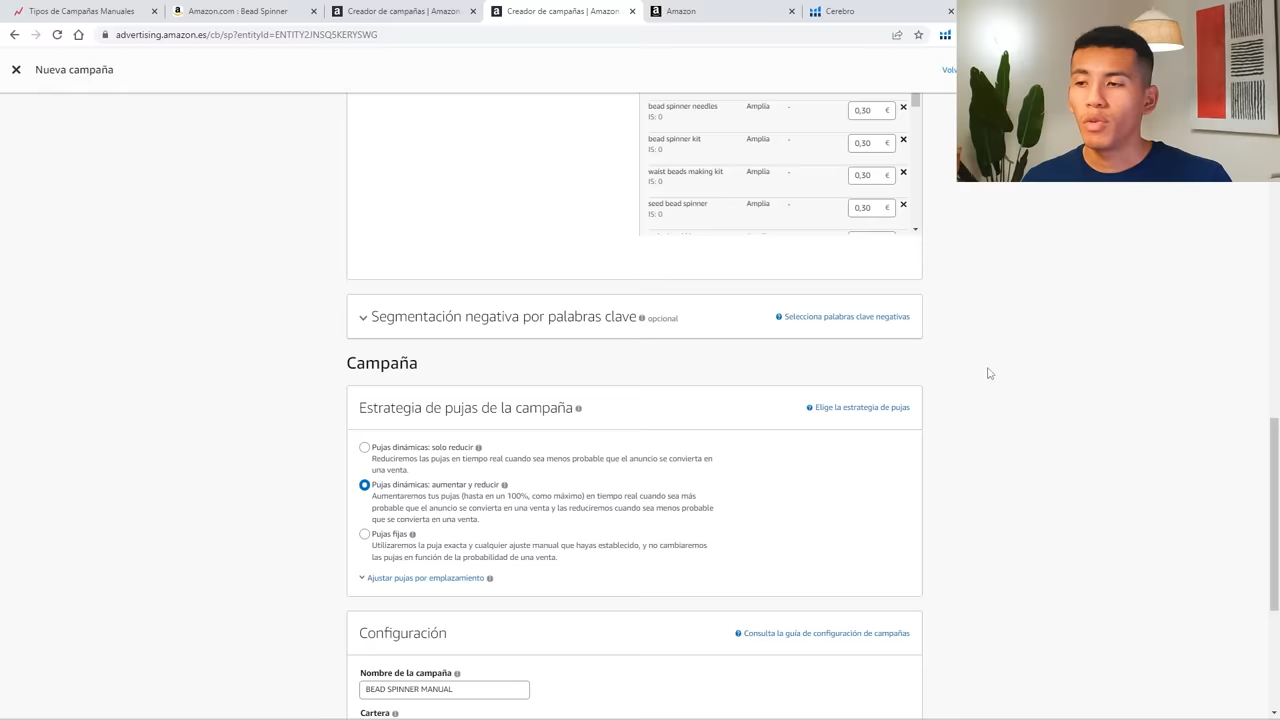 Tipos de Campañas Manuales
Amazon.com : Bead Spinner
Creador de campañas | Amazon
Creador de campañas | Amazon
Amazon
Cerebro
advertising.amazon.es/cb/sp?entityId=ENTITY2JNSQ5KERYSWG
Nueva campaña
bead spinner needles
IS: 0
Amplia
-
0,30 €
bead spinner kit
IS: 0
Amplia
-
0,30 €
waist beads making kit
IS: 0
Amplia
-
0,30 €
seed bead spinner
IS: 0
Amplia
-
0,30 €
Segmentación negativa por palabras clave opcional
Selecciona palabras clave negativas
Campaña
Estrategia de pujas de la campaña
Elige la estrategia de pujas
Pujas dinámicas: solo reducir
Reduciremos las pujas en tiempo real cuando sea menos probable que el anuncio se convierta en
una venta.
Pujas dinámicas: aumentar y reducir
Aumentaremos tus pujas (hasta en un 100%, como máximo) en tiempo real cuando sea más
probable que el anuncio se convierta en una venta y las reduciremos cuando sea menos probable
que se convierta en una venta.
Pujas fijas
Utilizaremos la puja exacta y cualquier ajuste manual que hayas establecido, y no cambiaremos
las pujas en función de la probabilidad de una venta.
Ajustar pujas por emplazamiento
Configuración
Consulta la guía de configuración de campañas
Nombre de la campaña
BEAD SPINNER MANUAL
Cartera